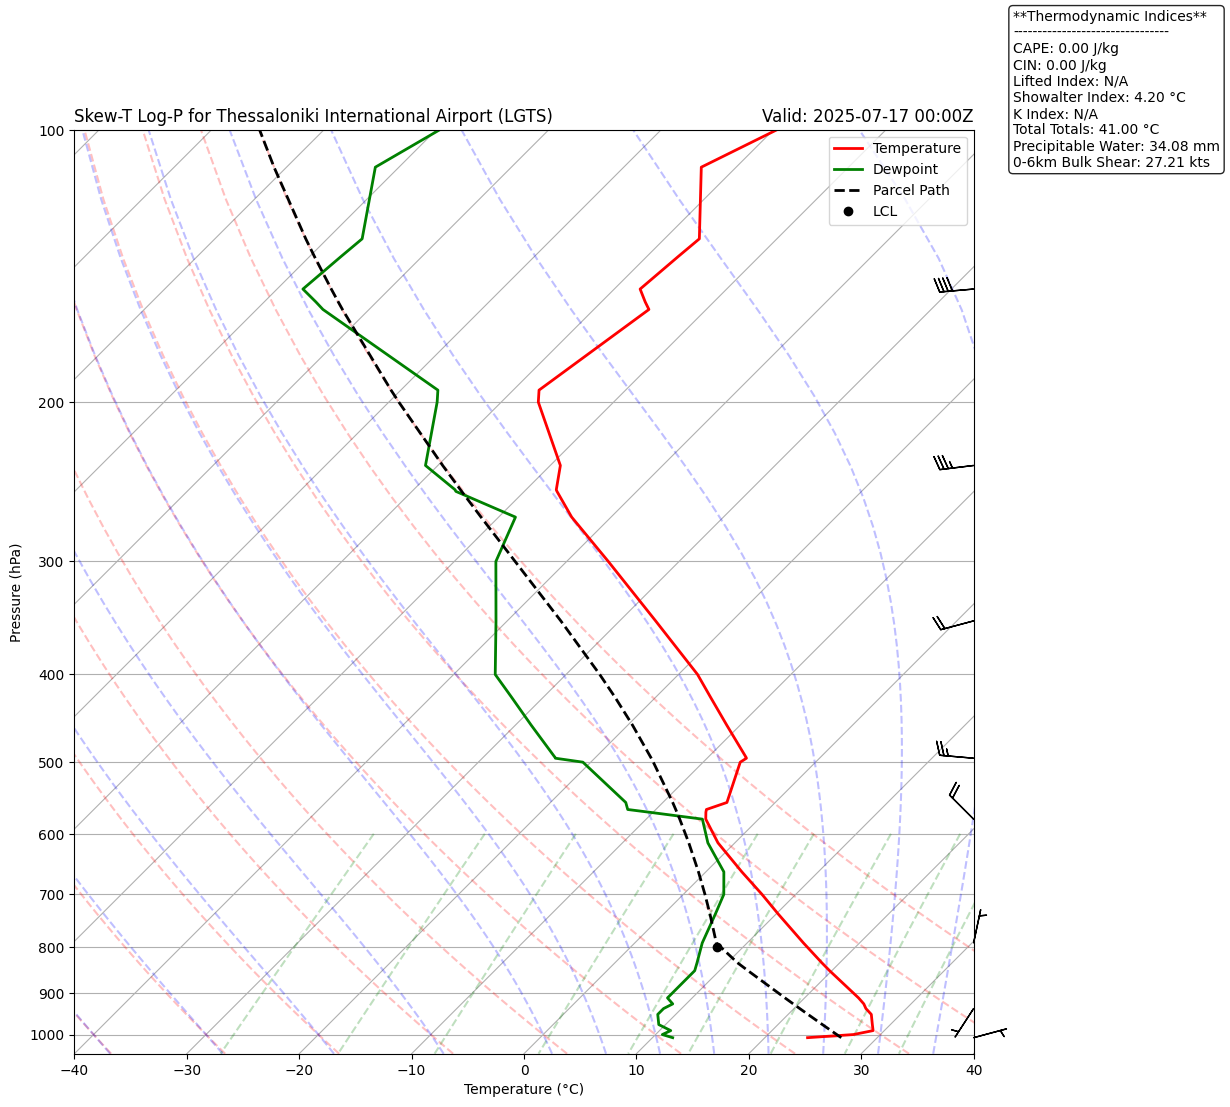 **Thermodynamic Indices**
--------------------------------
CAPE: 0.00 J/kg
CIN: 0.00 J/kg
Lifted Index: N/A
Showalter Index: 4.20 °C
K Index: N/A
Total Totals: 41.00 °C
Precipitable Water: 34.08 mm
0-6km Bulk Shear: 27.21 kts
Skew-T Log-P for Thessaloniki International Airport (LGTS) Valid: 2025-07-17 00:00Z
Temperature
Dewpoint
Parcel Path
LCL
100
200
300
400
500
600
700
800
900
1000
Pressure (hPa)
−40 −30 −20 −10 0 10 20 30 40
Temperature (°C)